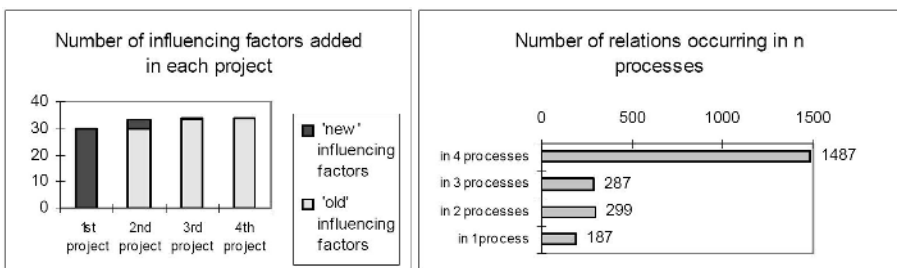 Number of influencing factors added
in each project
40
30
20
10
0
1st
project
2nd
project
3rd
project
4th
project
'new'
influencing
factors
'old'
influencing
factors
Number of relations occurring in n
processes
0 500 1000 1500
in 4 processes 1487
in 3 processes 287
in 2 processes 299
in 1process 187